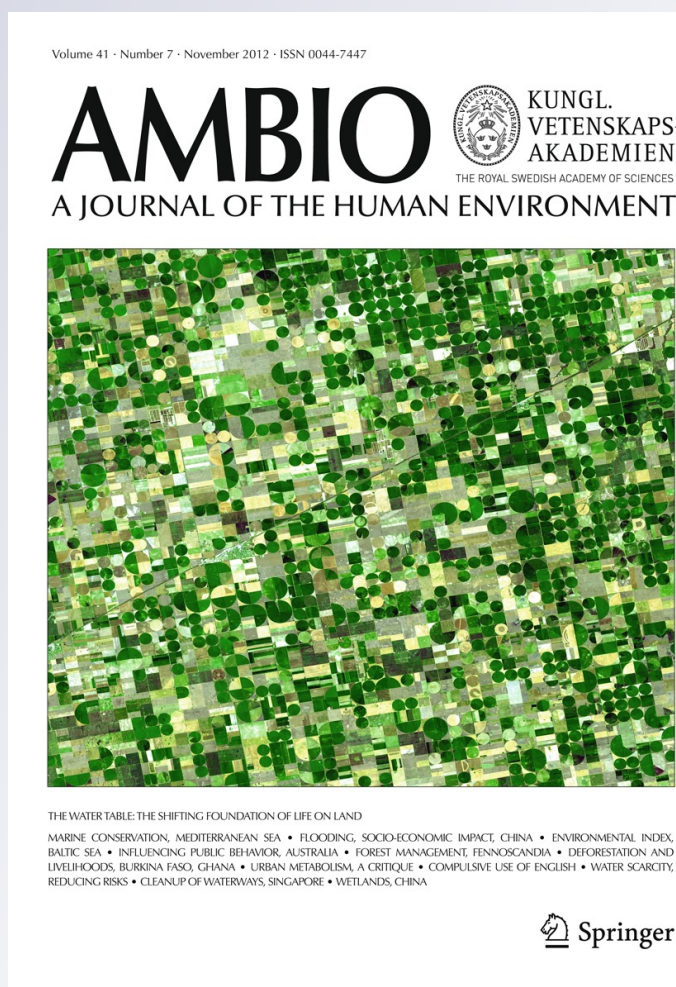 Volume 41 · Number 7 · November 2012 · ISSN 0044-7447
AMBIO
KUNGL. VETENSKAPSAKADEMIEN
KUNGL.
VETENSKAPS-
AKADEMIEN
THE ROYAL SWEDISH ACADEMY OF SCIENCES
A JOURNAL OF THE HUMAN ENVIRONMENT
THE WATER TABLE: THE SHIFTING FOUNDATION OF LIFE ON LAND
MARINE CONSERVATION, MEDITERRANEAN SEA • FLOODING, SOCIO-ECONOMIC IMPACT, CHINA • ENVIRONMENTAL INDEX,
BALTIC SEA • INFLUENCING PUBLIC BEHAVIOR, AUSTRALIA • FOREST MANAGEMENT, FENNOSCANDIA • DEFORESTATION AND
LIVELIHOODS, BURKINA FASO, GHANA • URBAN METABOLISM, A CRITIQUE • COMPULSIVE USE OF ENGLISH • WATER SCARCITY,
REDUCING RISKS • CLEANUP OF WATERWAYS, SINGAPORE • WETLANDS, CHINA
Springer